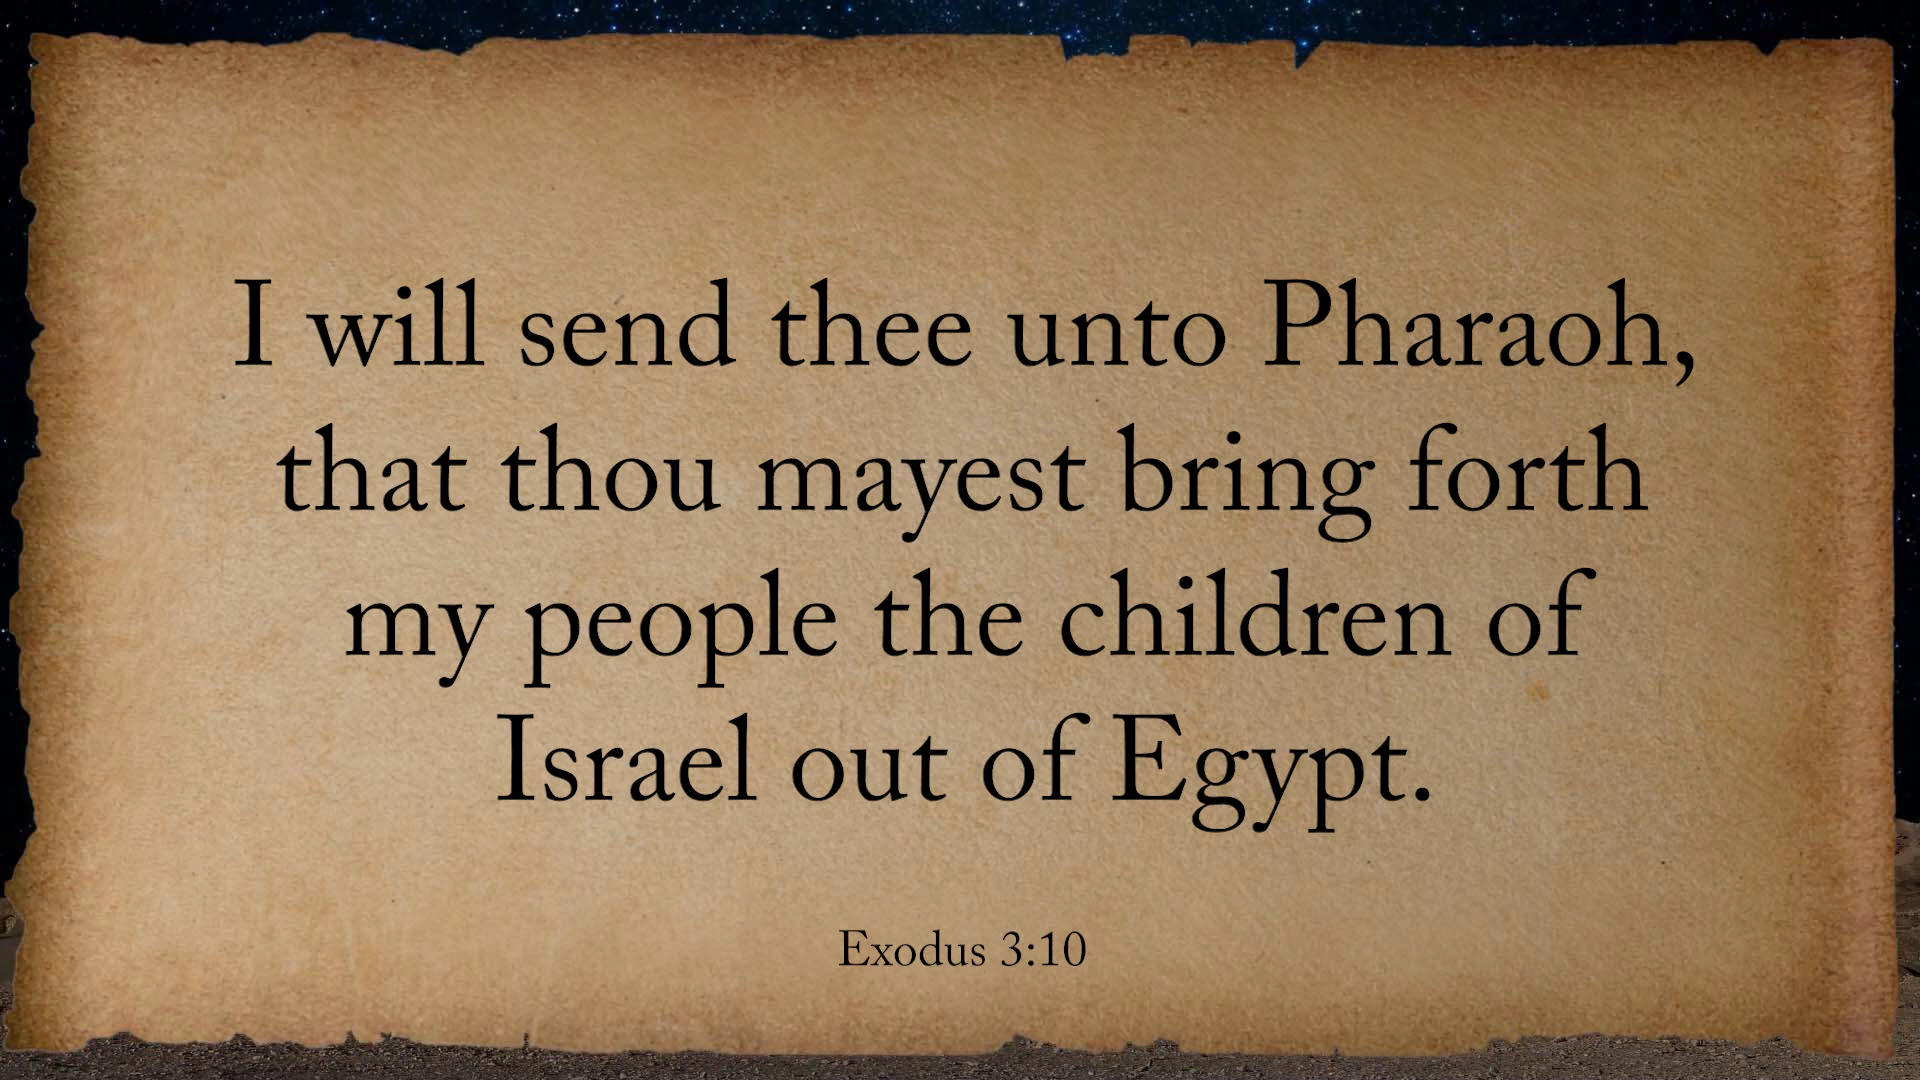 I will send thee unto Pharaoh,
that thou mayest bring forth
my people the children of
Israel out of Egypt.
Exodus 3:10